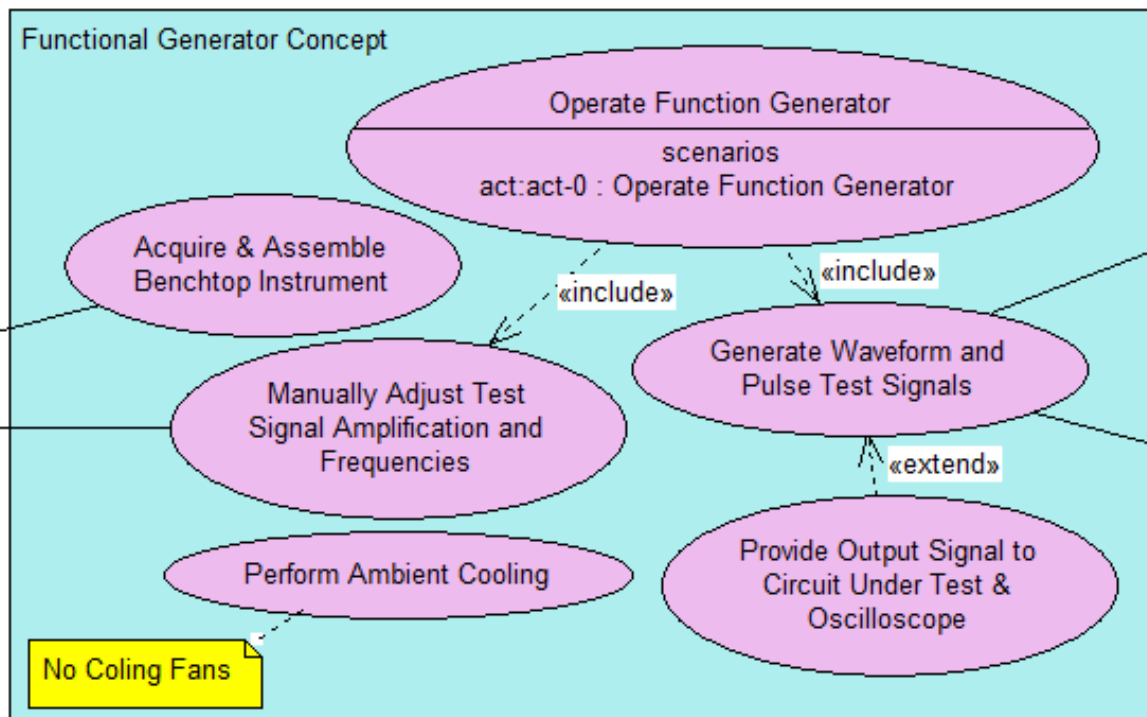 Functional Generator Concept
Operate Function Generator
scenarios
act:act-0 : Operate Function Generator
Acquire & Assemble
Benchtop Instrument
«include»
«include»
Manually Adjust Test
Signal Amplification and
Frequencies
Generate Waveform and
Pulse Test Signals
«extend»
Perform Ambient Cooling
Provide Output Signal to
Circuit Under Test &
Oscilloscope
No Coling Fans